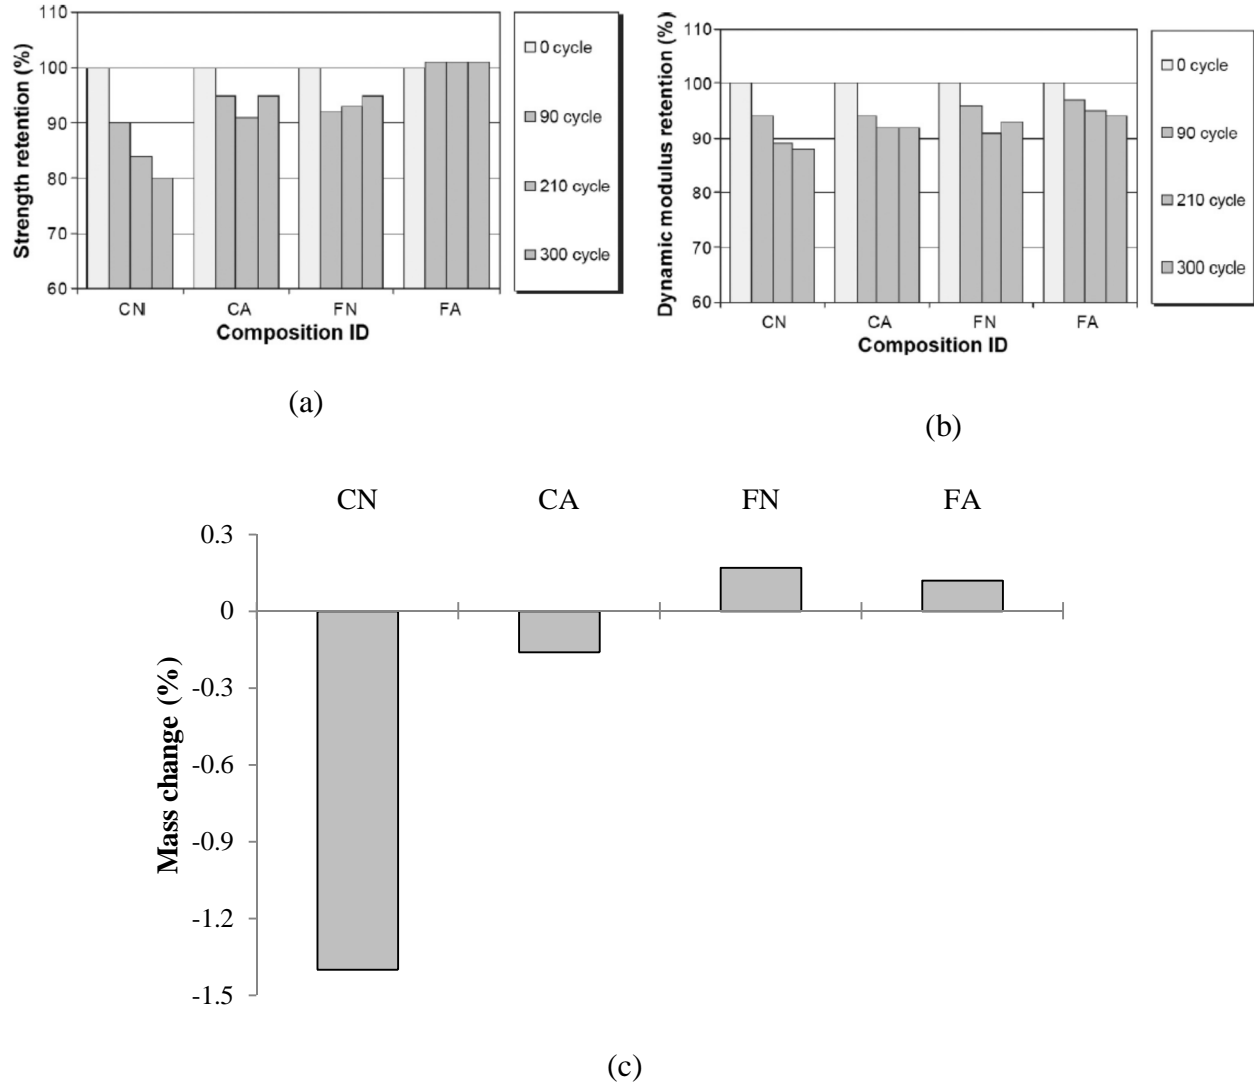 Strength retention (%)
110
100
90
80
70
60
CN
CA
FN
FA
Composition ID
0 cycle
90 cycle
210 cycle
300 cycle
(a)
Dynamic modulus retention (%)
110
100
90
80
70
60
CN
CA
FN
FA
Composition ID
0 cycle
90 cycle
210 cycle
300 cycle
(b)
CN CA FN FA
Mass change (%)
0.3
0
-0.3
-0.6
-0.9
-1.2
-1.5
(c)